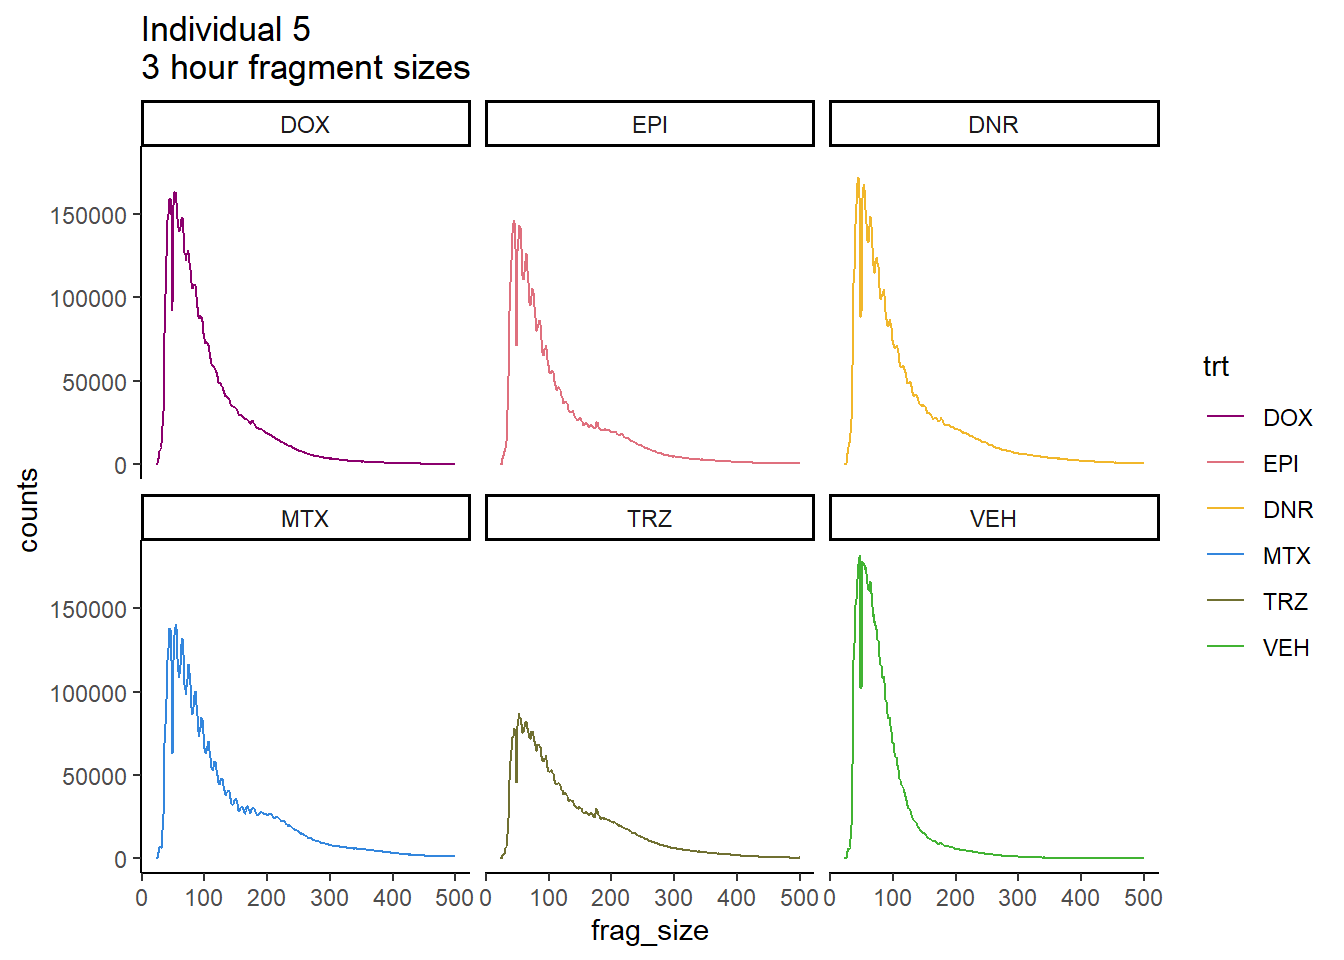 Individual 5
3 hour fragment sizes
DOX EPI DNR
150000
100000
50000
0
MTX TRZ VEH
150000
100000
50000
0
0 100 200 300 400 500 0 100 200 300 400 500 0 100 200 300 400 500
frag_size
counts
trt
DOX
EPI
DNR
MTX
TRZ
VEH